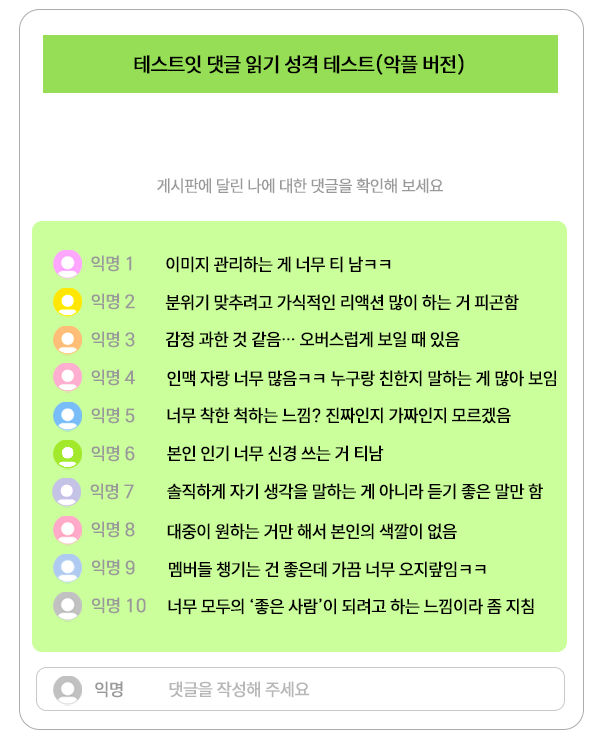 테스트잇 댓글 읽기 성격 테스트(악플 버전)
게시판에 달린 나에 대한 댓글을 확인해 보세요
익명 1 이미지 관리하는 게 너무 티 남ㅋㅋ
익명 2 분위기 맞추려고 가식적인 리액션 많이 하는 거 피곤함
익명 3 감정 과한 것 같음… 오버스럽게 보일 때 있음
익명 4 인맥 자랑 너무 많음ㅋㅋ 누구랑 친한지 말하는 게 많아 보임
익명 5 너무 착한 척하는 느낌? 진짜인지 가짜인지 모르겠음
익명 6 본인 인기 너무 신경 쓰는 거 티남
익명 7 솔직하게 자기 생각을 말하는 게 아니라 듣기 좋은 말만 함
익명 8 대중이 원하는 거만 해서 본인의 색깔이 없음
익명 9 멤버들 챙기는 건 좋은데 가끔 너무 오지랖임ㅋㅋ
익명 10 너무 모두의 ‘좋은 사람’이 되려고 하는 느낌이라 좀 지침
익명 댓글을 작성해 주세요